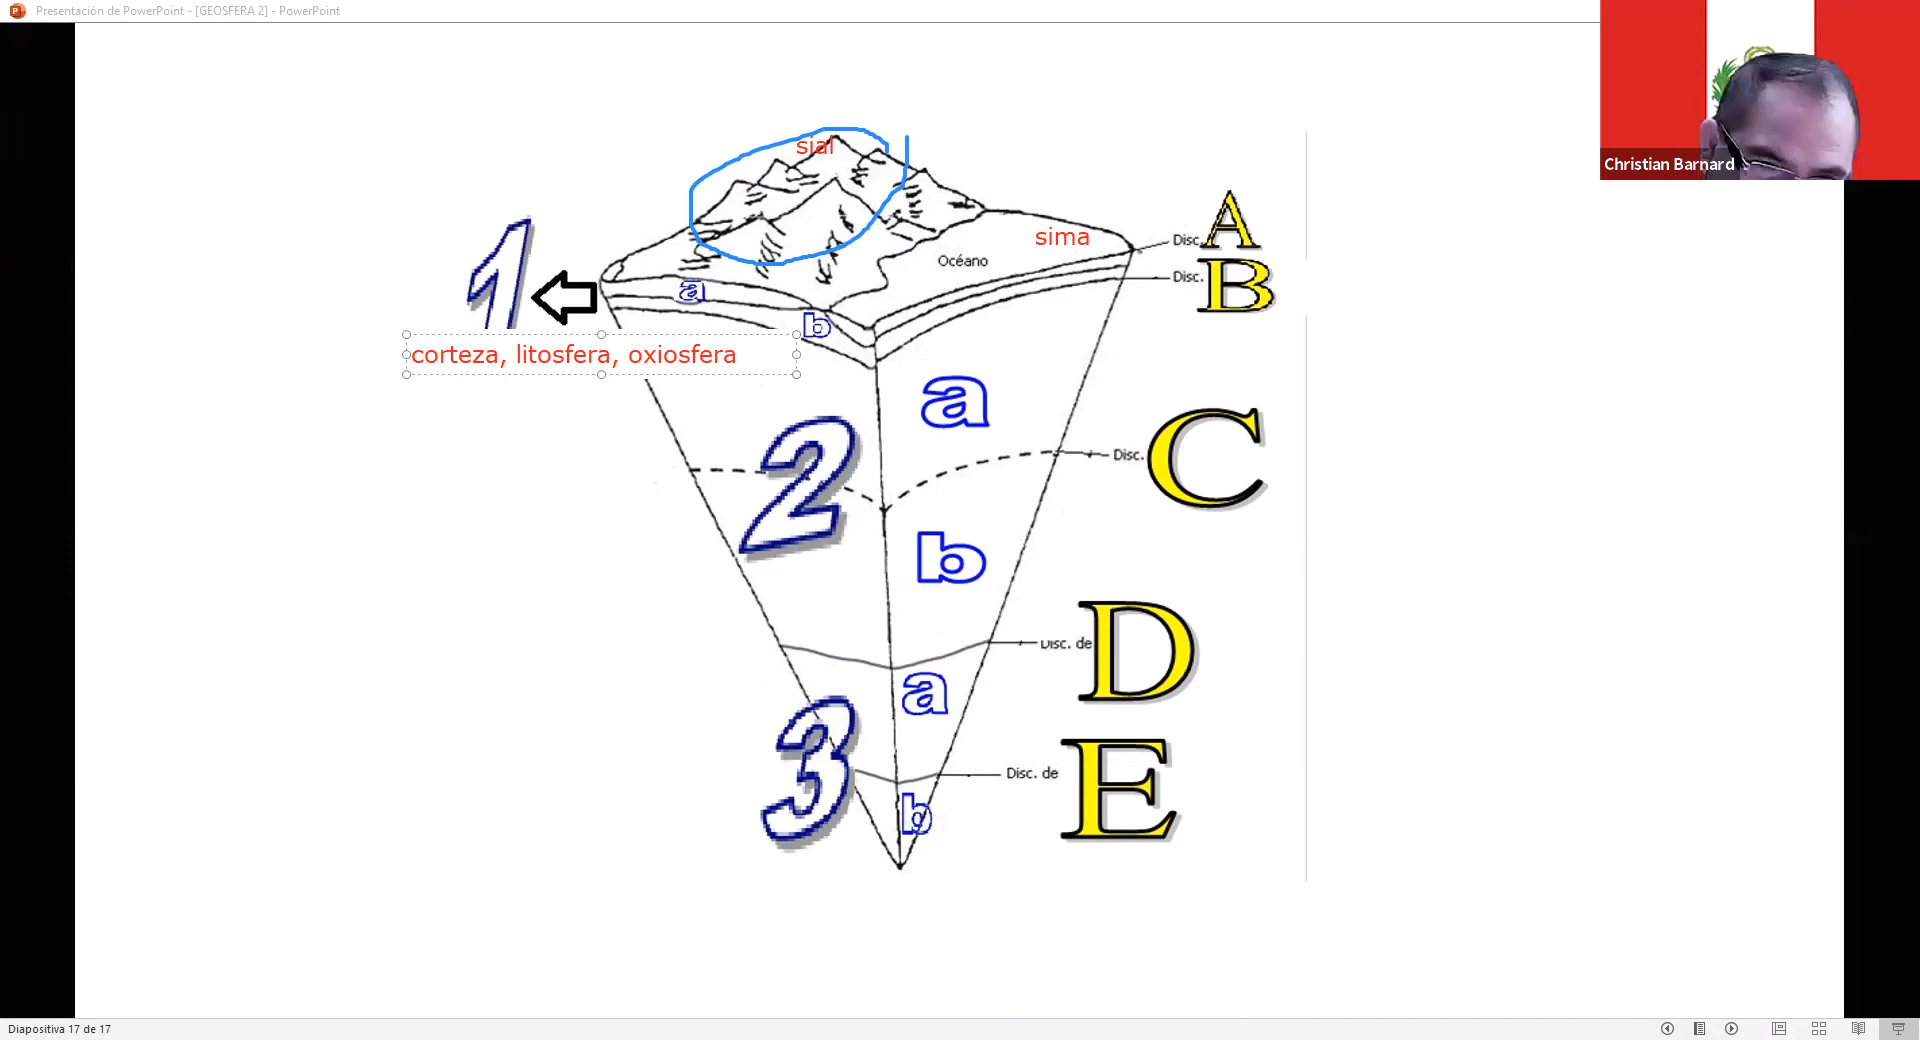 Presentación de PowerPoint - [GEOSFERA 2] - PowerPoint
Christian Barnard
sial
sima
Océano
Disc. A
Disc. B
1
a
b
corteza, litosfera, oxiosfera
a
2
Disc. C
b
Disc. de D
a
3
Disc. de E
b
Diapositiva 17 de 17